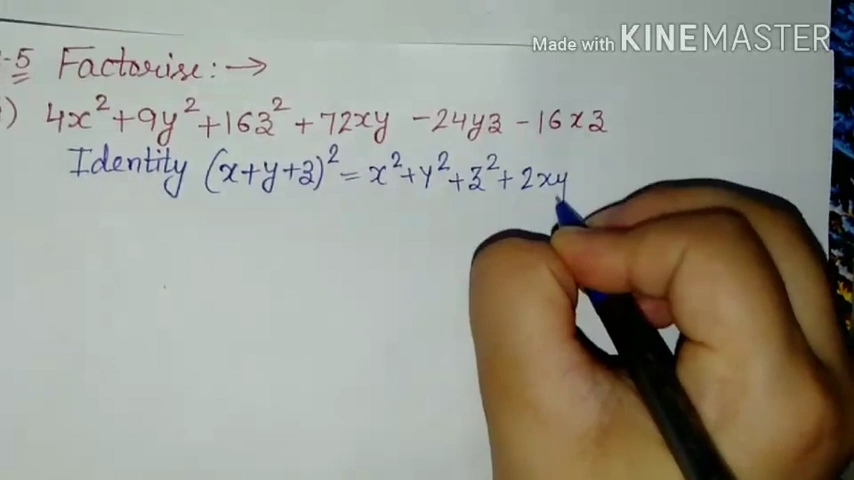 Made with KINEMASTER
-5 Factorise: →
) 4x² + 9y² + 16z² + 72xy - 24yz - 16xz
Identity (x+y+z)² = x² + y² + z² + 2xy